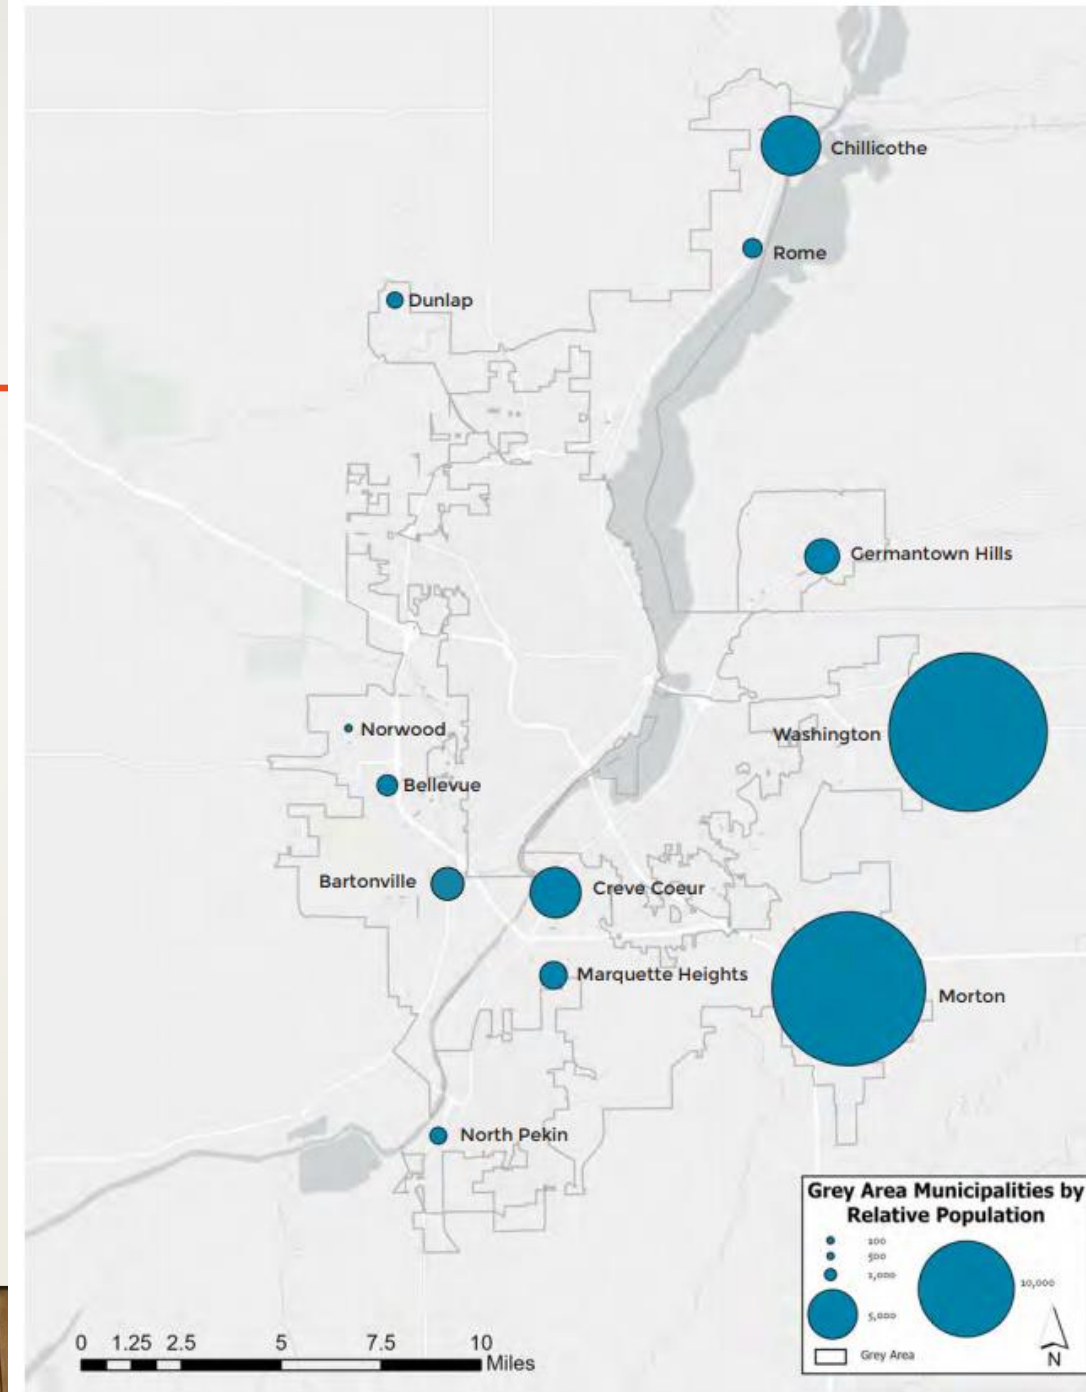 Chillicothe
Rome
Dunlap
Germantown Hills
Washington
Norwood
Bellevue
Bartonville
Creve Coeur
Marquette Heights
Morton
North Pekin
Grey Area Municipalities by
Relative Population
100
500
1,000
10,000
5,000
Grey Area
N
0 1.25 2.5 5 7.5 10
Miles